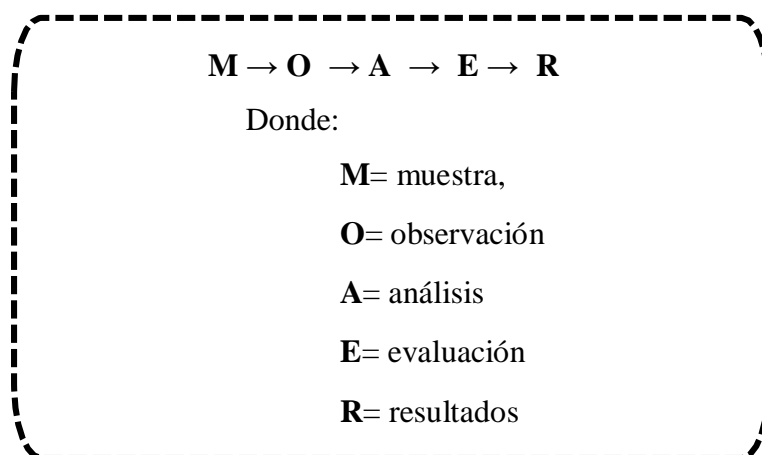 M → O → A → E → R
Donde:
M= muestra,
O= observación
A= análisis
E= evaluación
R= resultados